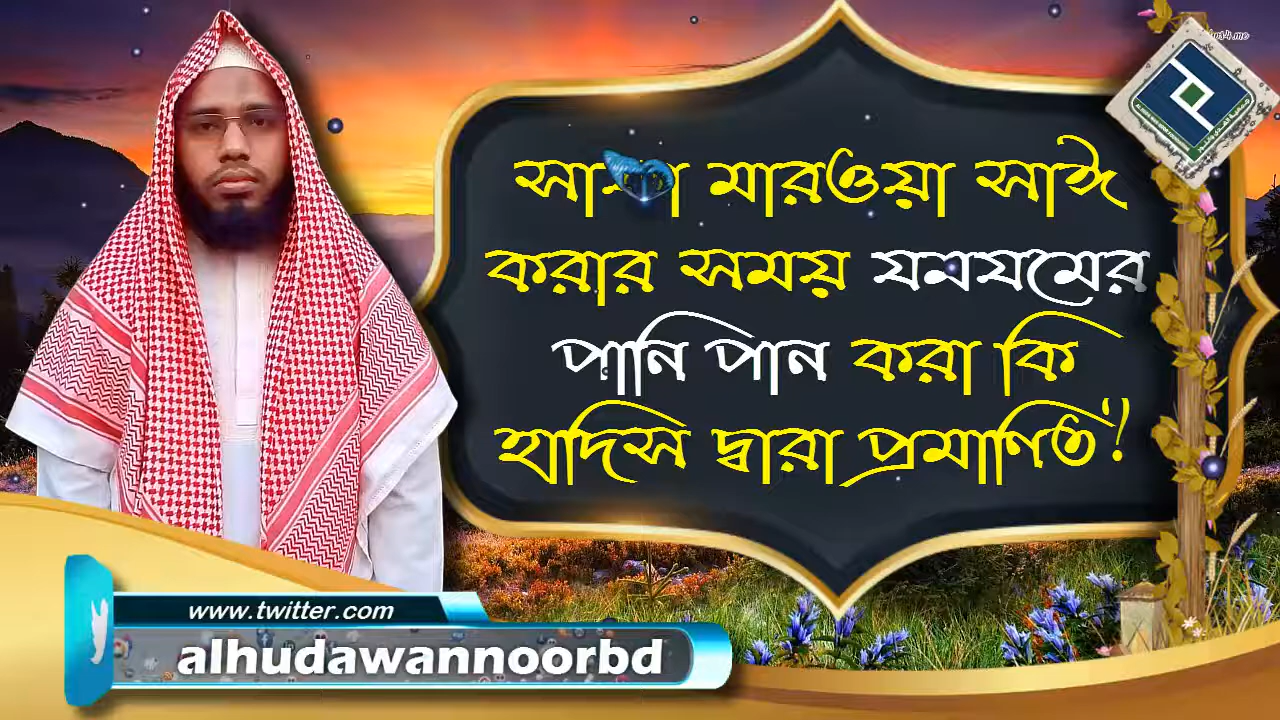 মারওয়া সাঈ
করার সময় যমযমের
পানি পান করা কি
হাদিস দ্বারা প্রমাণিত?!
www.twitter.com
alhudawannoorbd